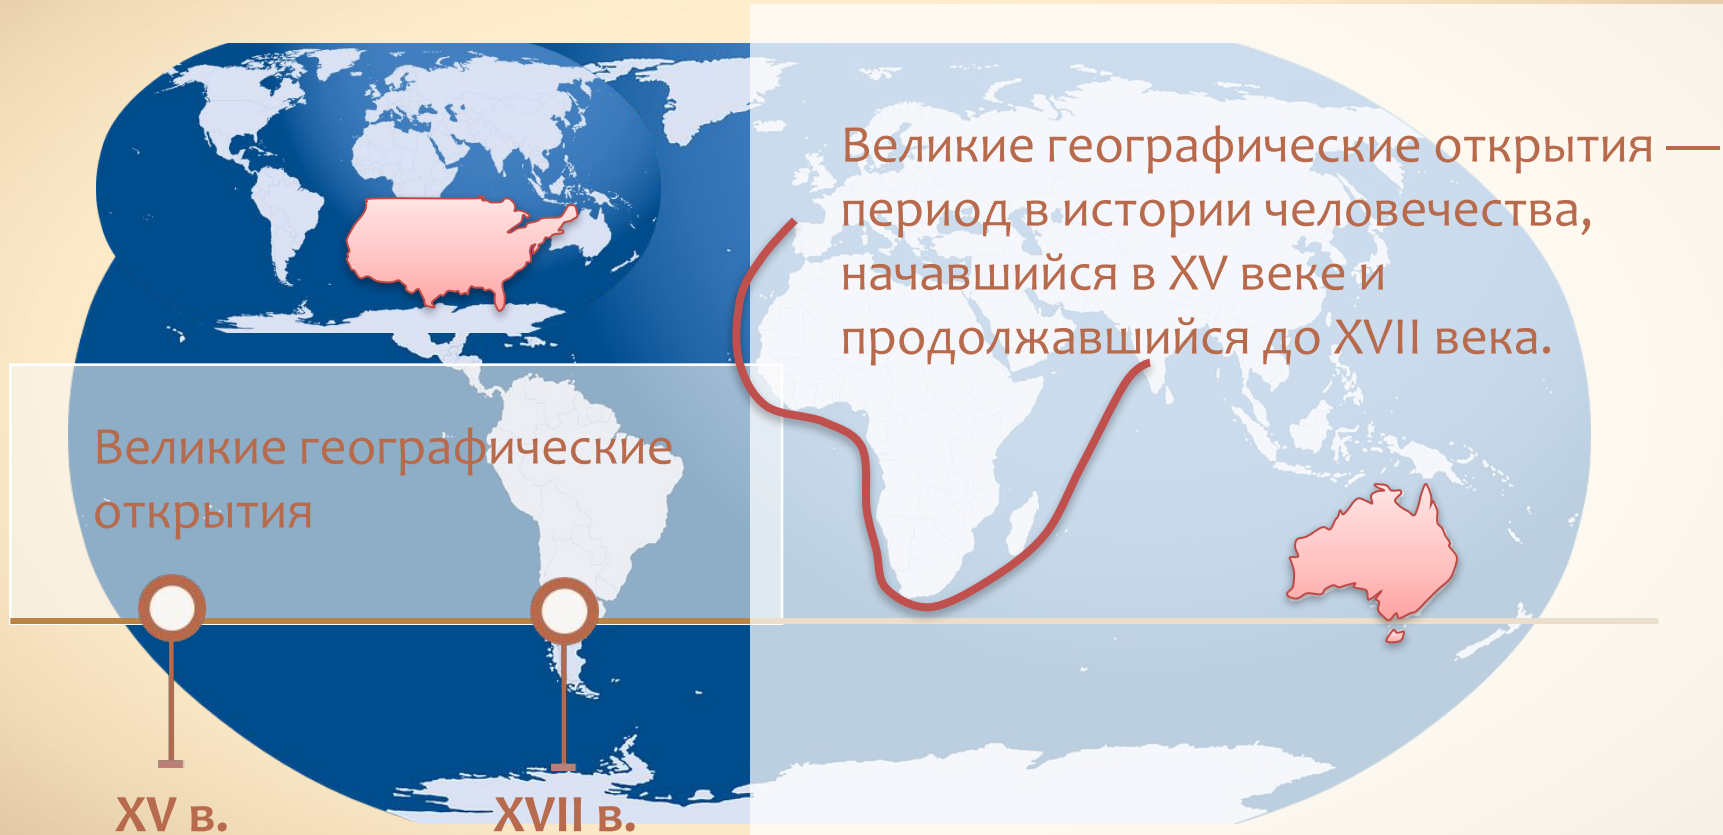 Великие географические открытия —
период в истории человечества,
начавшийся в XV веке и
продолжавшийся до XVII века.
Великие географические
открытия
XV в.
XVII в.